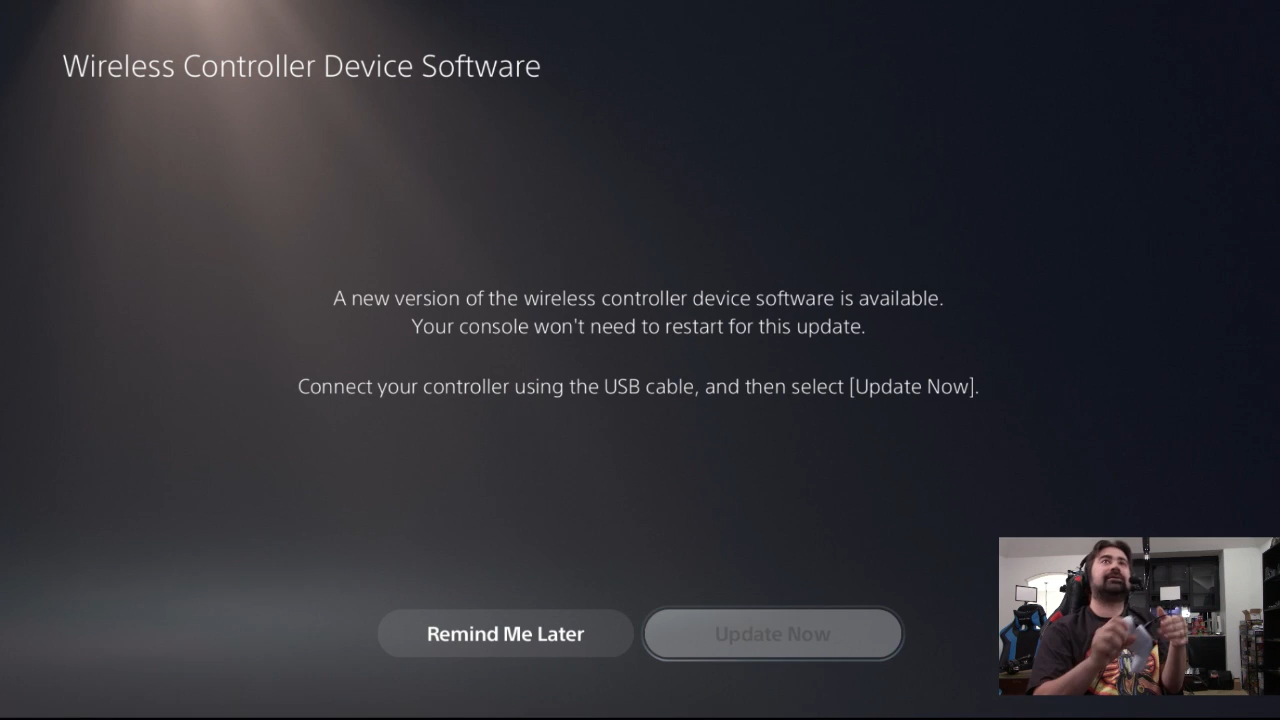 Wireless Controller Device Software
A new version of the wireless controller device software is available.
Your console won't need to restart for this update.
Connect your controller using the USB cable, and then select [Update Now].
Remind Me Later
Update Now